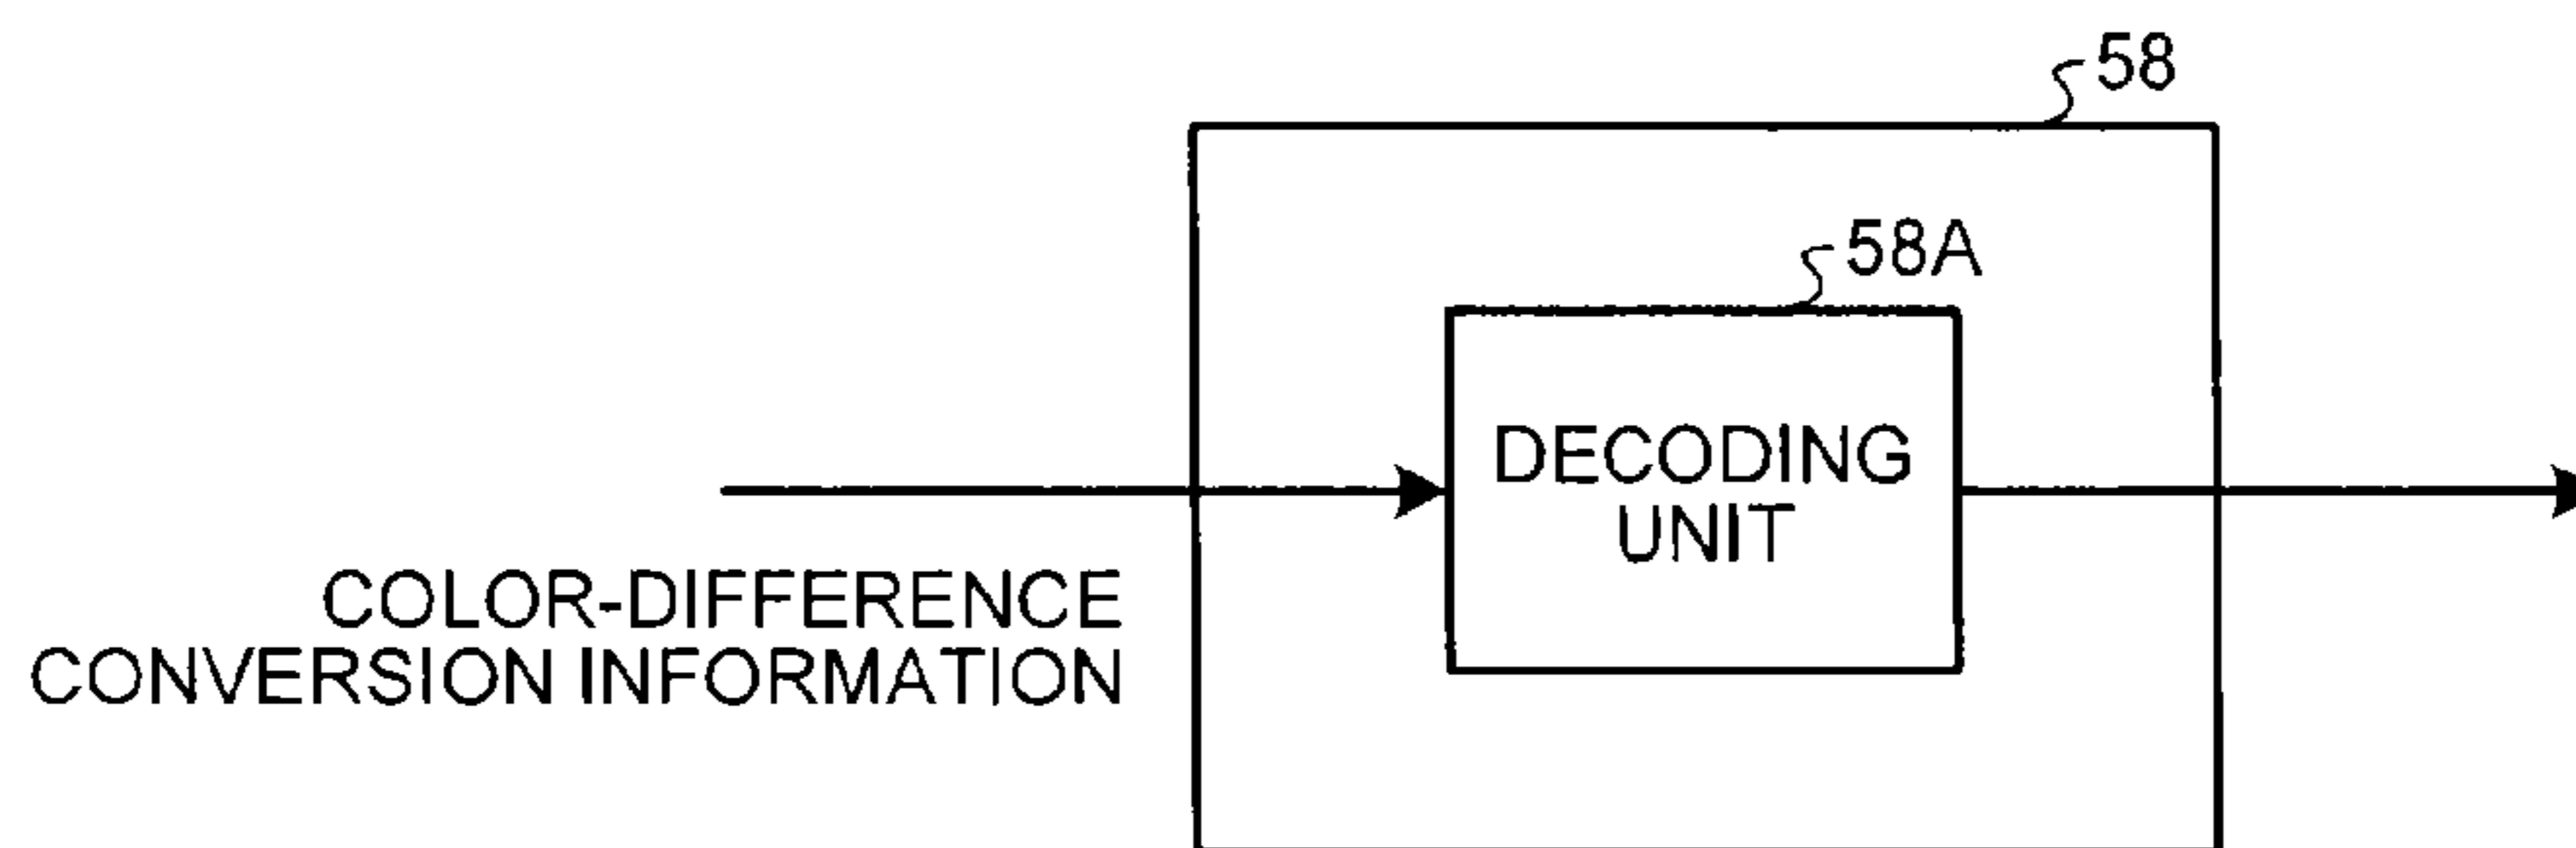 58
58A
DECODING
UNIT
COLOR-DIFFERENCE
CONVERSION INFORMATION